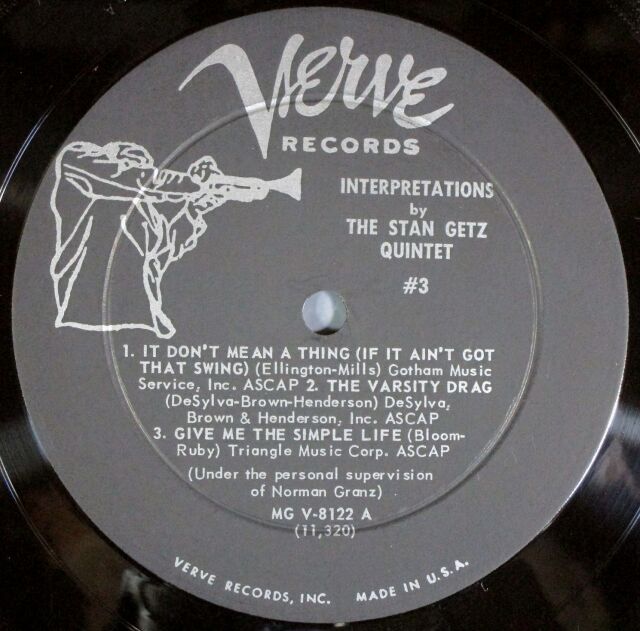 Verve
RECORDS
INTERPRETATIONS
by
THE STAN GETZ
QUINTET
#3
1. IT DON'T MEAN A THING (IF IT AIN'T GOT
THAT SWING) (Ellington-Mills) Gotham Music
Service, Inc. ASCAP 2. THE VARSITY DRAG
(DeSylva-Brown-Henderson) DeSylva,
Brown & Henderson, Inc. ASCAP
3. GIVE ME THE SIMPLE LIFE (Bloom-
Ruby) Triangle Music Corp. ASCAP
(Under the personal supervision
of Norman Granz)
MG V-8122 A
(11,320)
VERVE RECORDS, INC. MADE IN U.S.A.